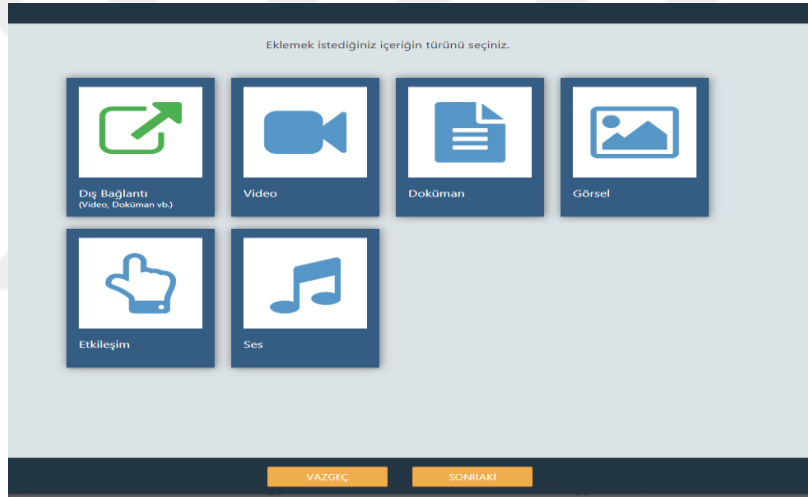 Eklemek istediğiniz içeriğin türünü seçiniz.
Dış Bağlantı
(Video, Doküman vb.)
Video
Doküman
Görsel
Etkileşim
Ses
VAZGEÇ
SONRAKİ